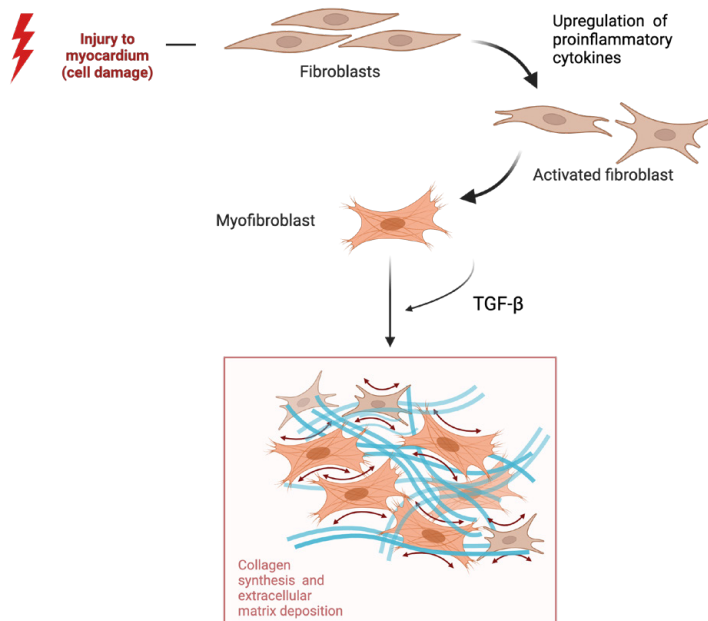 Injury to
myocardium
(cell damage)
Fibroblasts
Upregulation of
proinflammatory
cytokines
Activated fibroblast
Myofibroblast
TGF-β
Collagen
synthesis and
extracellular
matrix deposition